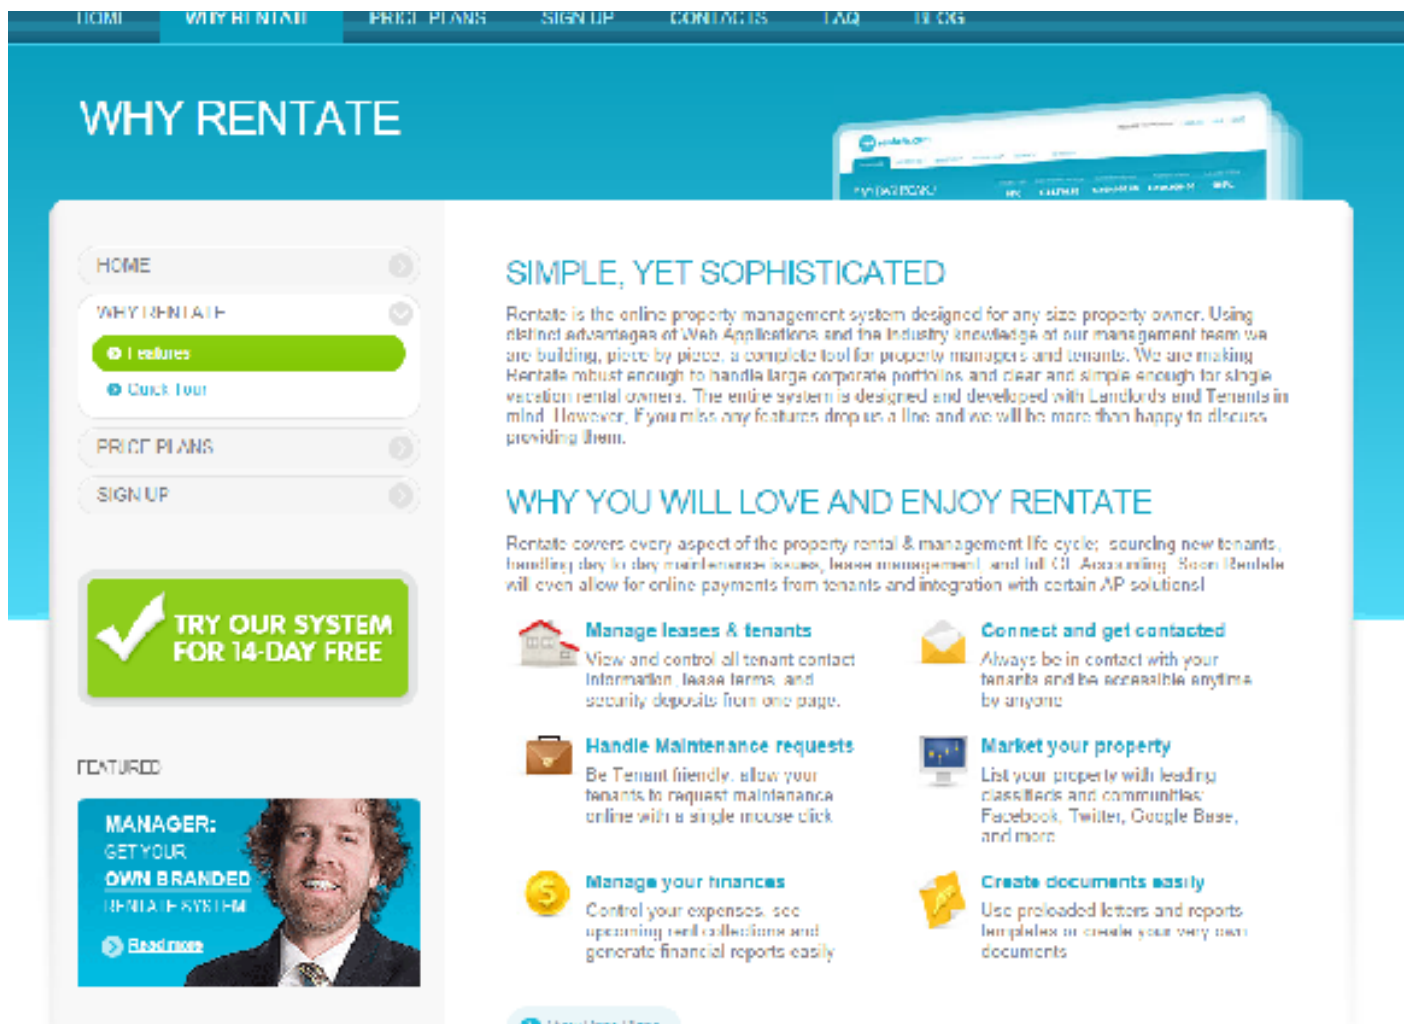 HOME WHY RENTATE PRICE PLANS SIGN UP CONTACTS FAQ BLOG
WHY RENTATE
HOME
WHY RENTATE
Features
Quick Tour
PRICE PLANS
SIGN UP
TRY OUR SYSTEM
FOR 14-DAY FREE
FEATURED
MANAGER:
GET YOUR
OWN BRANDED
RENTATE SYSTEM
Read more
SIMPLE, YET SOPHISTICATED
Rentate is the online property management system designed for any size property owner. Using
distinct advantages of Web Applications and the industry knowledge of our management team we
are building, piece by piece, a complete tool for property managers and tenants. We are making
Rentate robust enough to handle large corporate portfolios and clear and simple enough for single
vacation rental owners. The entire system is designed and developed with Landlords and Tenants in
mind. However, if you miss any features drop us a line and we will be more than happy to discuss
providing them.
WHY YOU WILL LOVE AND ENJOY RENTATE
Rentate covers every aspect of the property rental & management life cycle; sourcing new tenants,
handling day to day maintenance issues, lease management, and full GL Accounting. Soon Rentate
will even allow for online payments from tenants and integration with certain AP solutions!
Manage leases & tenants
View and control all tenant contact
information, lease terms, and
security deposits from one page.
Connect and get contacted
Always be in contact with your
tenants and be accessible anytime
by anyone
Handle Maintenance requests
Be Tenant friendly, allow your
tenants to request maintenance
online with a single mouse click
Market your property
List your property with leading
classifieds and communities:
Facebook, Twitter, Google Base,
and more
Manage your finances
Control your expenses, see
upcoming rent collections and
generate financial reports easily
Create documents easily
Use preloaded letters and reports
templates or create your very own
documents